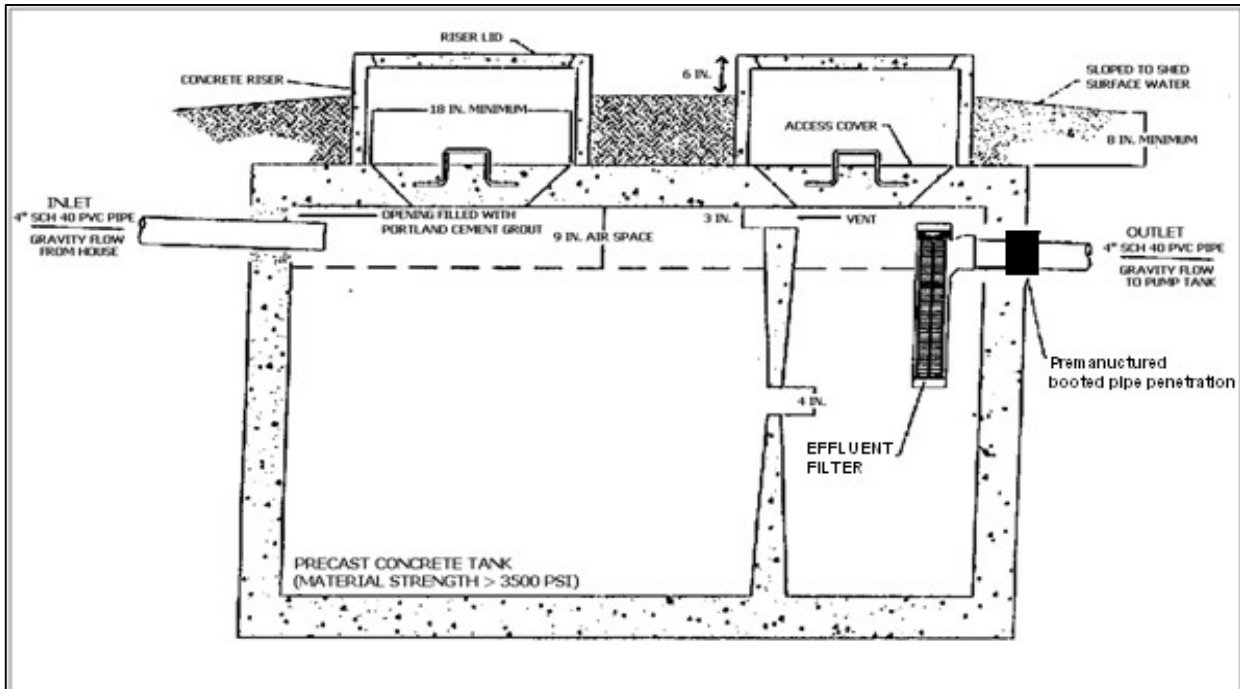 RISER LID
CONCRETE RISER
6 IN.
SLOPED TO SHED
SURFACE WATER
18 IN. MINIMUM
ACCESS COVER
8 IN. MINIMUM
INLET
4" SCH 40 PVC PIPE
GRAVITY FLOW
FROM HOUSE
OPENING FILLED WITH
PORTLAND CEMENT GROUT
9 IN. AIR SPACE
3 IN.
VENT
OUTLET
4" SCH 40 PVC PIPE
GRAVITY FLOW
TO PUMP TANK
Premanuctured
booted pipe penetration
4 IN.
EFFLUENT
FILTER
PRECAST CONCRETE TANK
(MATERIAL STRENGTH > 3500 PSI)